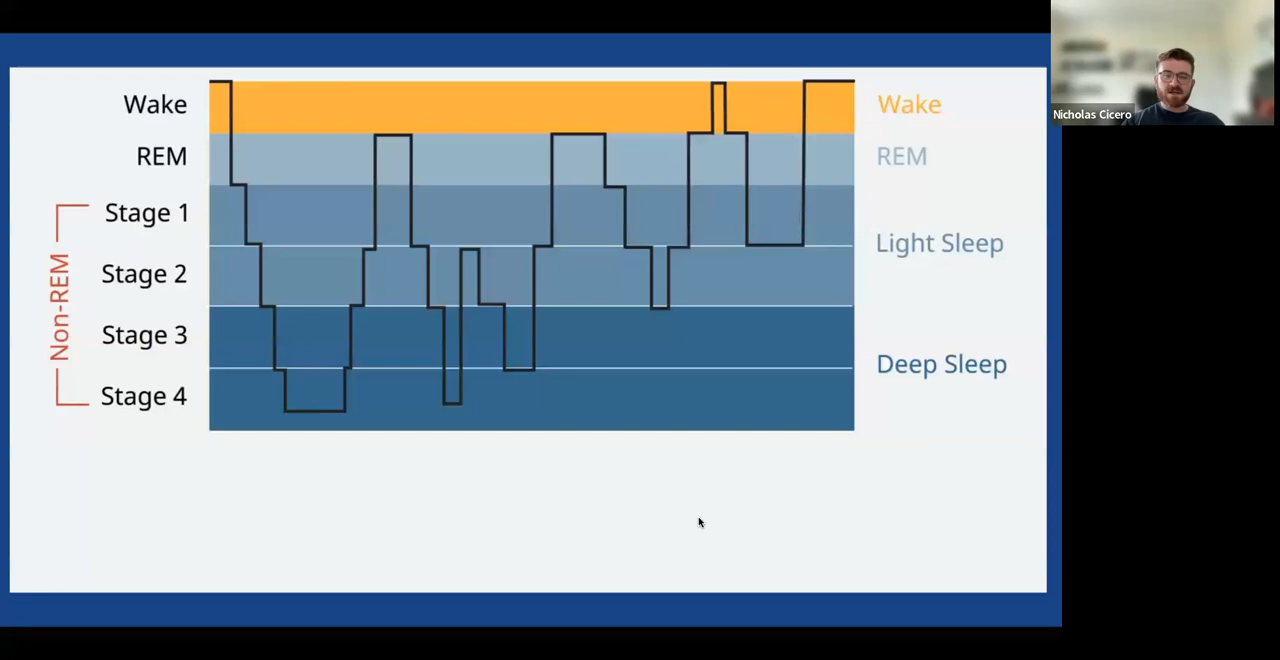 Wake
REM
Stage 1
Stage 2
Stage 3
Stage 4
Non-REM
Wake
REM
Light Sleep
Deep Sleep
Nicholas Cicero